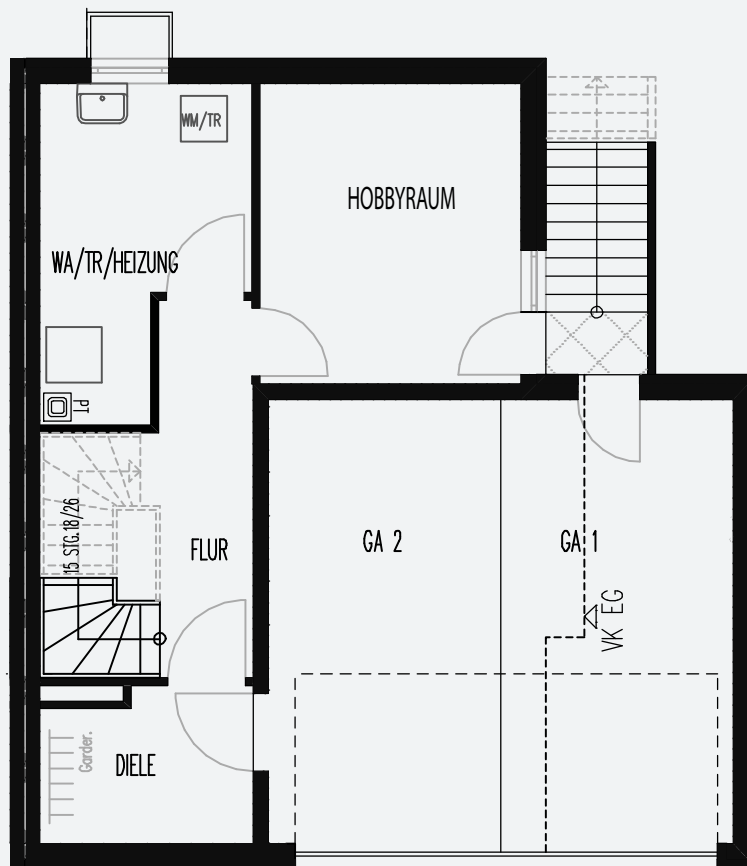 WM/TR
HOBBYRAUM
WA/TR/HEIZUNG
PT
15 STG.18/26
FLUR
GA 2
GA 1
VK EG
Garder.
DIELE